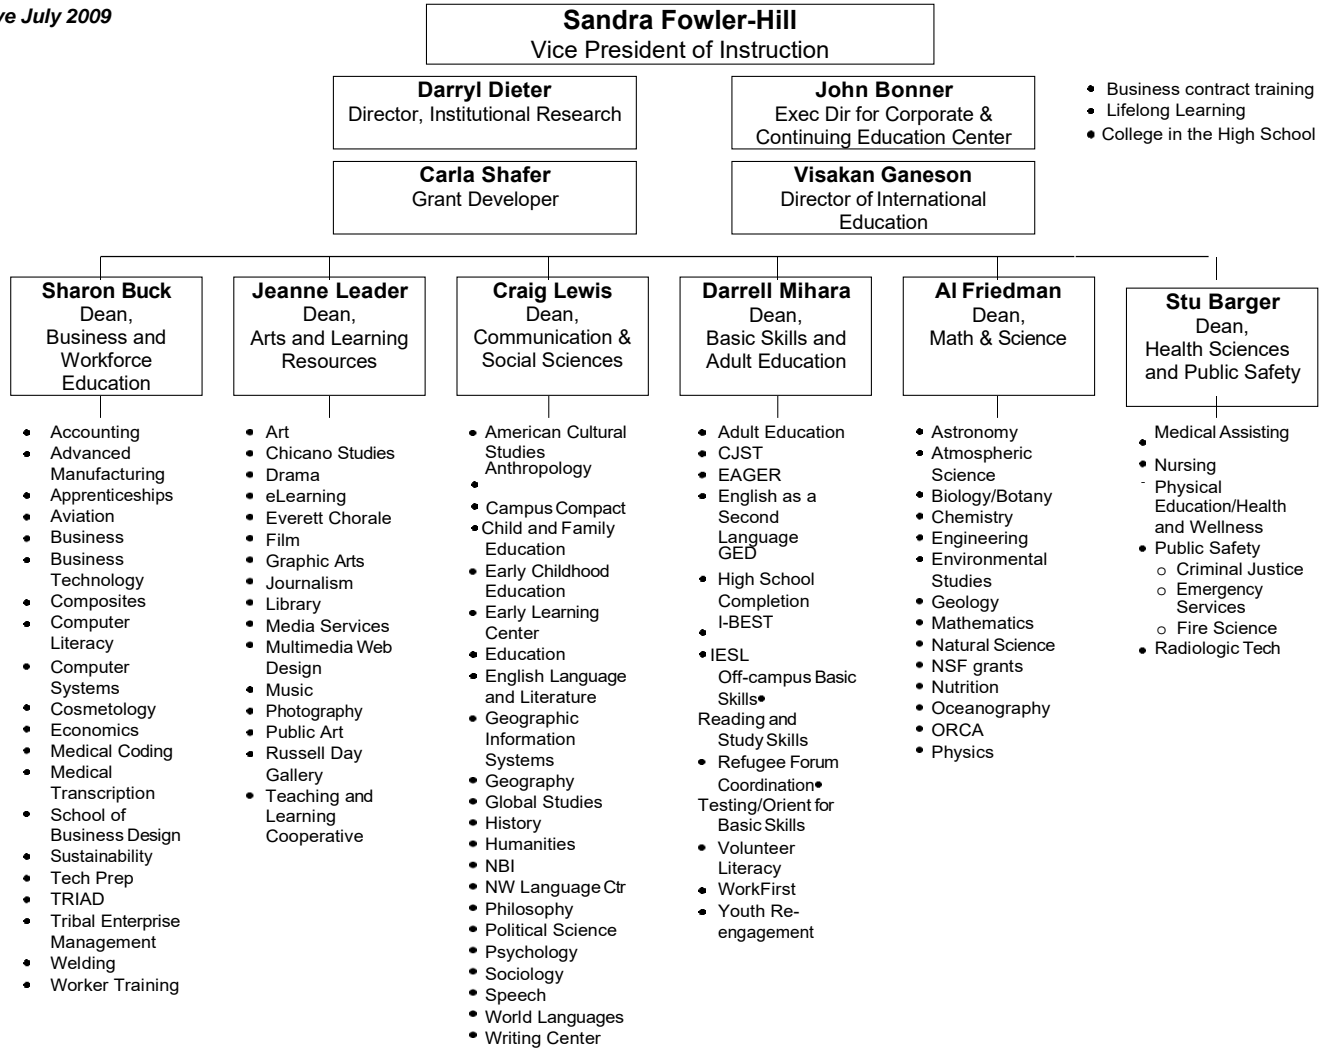 ve July 2009
Sandra Fowler-Hill
Vice President of Instruction
Darryl Dieter
Director, Institutional Research
John Bonner
Exec Dir for Corporate &
Continuing Education Center
• Business contract training
• Lifelong Learning
• College in the High School
Carla Shafer
Grant Developer
Visakan Ganeson
Director of International
Education
Sharon Buck
Dean,
Business and
Workforce
Education
Jeanne Leader
Dean,
Arts and Learning
Resources
Craig Lewis
Dean,
Communication &
Social Sciences
Darrell Mihara
Dean,
Basic Skills and
Adult Education
Al Friedman
Dean,
Math & Science
Stu Barger
Dean,
Health Sciences
and Public Safety
• Accounting
• Advanced
Manufacturing
• Apprenticeships
• Aviation
• Business
• Business
Technology
• Composites
• Computer
Literacy
• Computer
Systems
• Cosmetology
• Economics
• Medical Coding
• Medical
Transcription
• School of
Business Design
• Sustainability
• Tech Prep
• TRIAD
• Tribal Enterprise
Management
• Welding
• Worker Training
• Art
• Chicano Studies
• Drama
• eLearning
• Everett Chorale
• Film
• Graphic Arts
• Journalism
• Library
• Media Services
• Multimedia Web
Design
• Music
• Photography
• Public Art
• Russell Day
Gallery
• Teaching and
Learning
Cooperative
• American Cultural
Studies
Anthropology
•
• Campus Compact
• Child and Family
Education
• Early Childhood
Education
• Early Learning
Center
• Education
• English Language
and Literature
• Geographic
Information
Systems
• Geography
• Global Studies
• History
• Humanities
• NBI
• NW Language Ctr
• Philosophy
• Political Science
• Psychology
• Sociology
• Speech
• World Languages
• Writing Center
• Adult Education
• CJST
• EAGER
• English as a
Second
Language
GED
• High School
Completion
I-BEST
•
• IESL
Off-campus Basic
Skills•
Reading and
Study Skills
• Refugee Forum
Coordination•
Testing/Orient for
Basic Skills
• Volunteer
Literacy
• WorkFirst
• Youth Re-
engagement
• Astronomy
• Atmospheric
Science
• Biology/Botany
• Chemistry
• Engineering
• Environmental
Studies
• Geology
• Mathematics
• Natural Science
• NSF grants
• Nutrition
• Oceanography
• ORCA
• Physics
Medical Assisting
•
• Nursing
- Physical
Education/Health
and Wellness
• Public Safety
o Criminal Justice
o Emergency
Services
o Fire Science
• Radiologic Tech